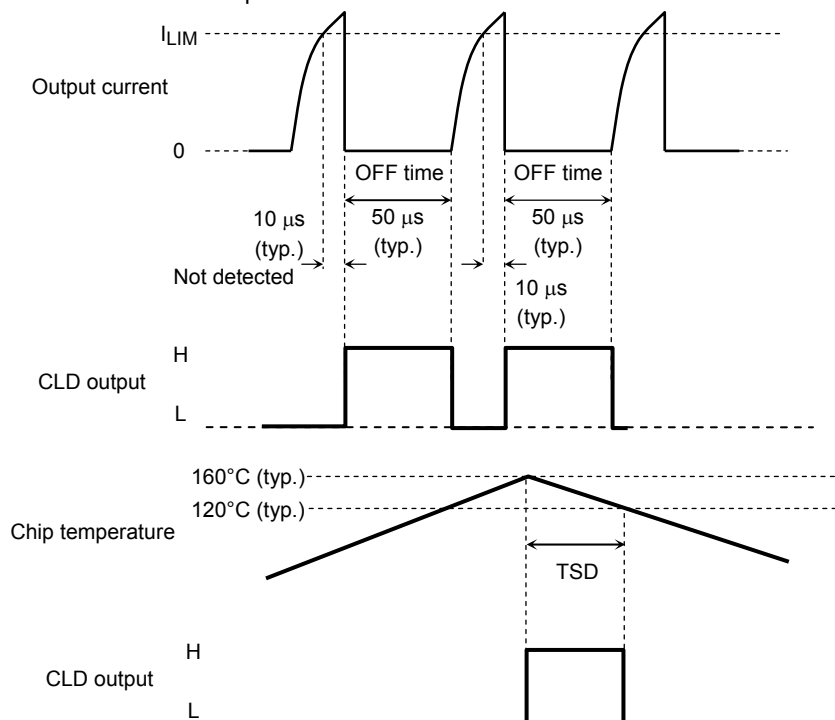 I_LIM
Output current
0
OFF time
OFF time
10 μs
(typ.)
50 μs
(typ.)
50 μs
(typ.)
Not detected
10 μs
(typ.)
H
CLD output
L
160°C (typ.)
120°C (typ.)
Chip temperature
TSD
H
CLD output
L